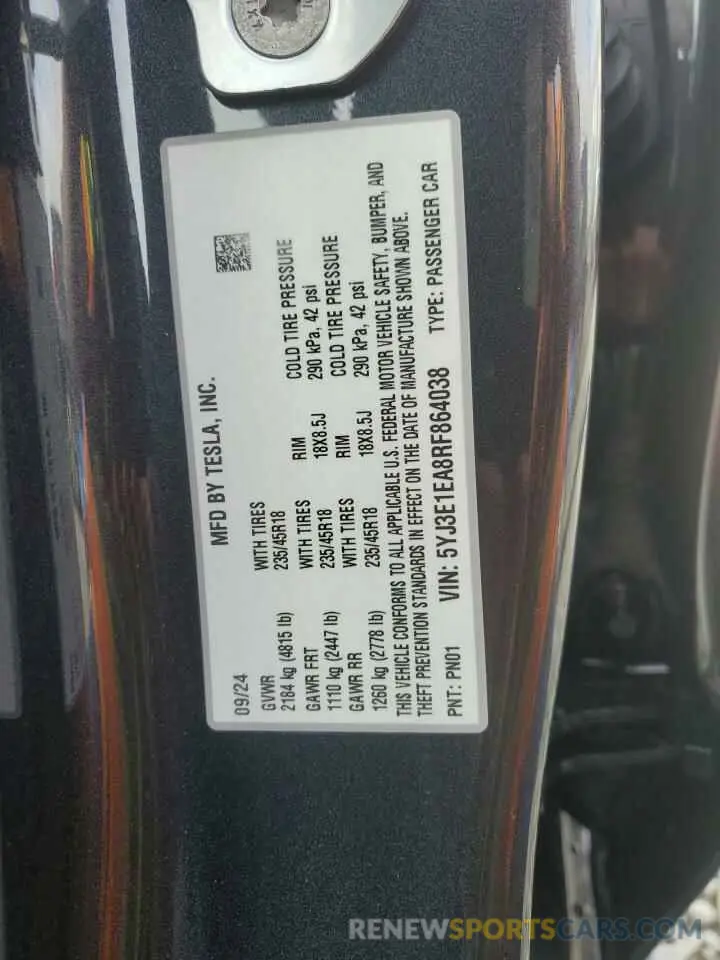 MFD BY TESLA, INC.
09/24
GVWR WITH TIRES
2184 kg (4815 lb) 235/45R18 COLD TIRE PRESSURE
GAWR FRT WITH TIRES RIM 290 kPa, 42 psi
1110 kg (2447 lb) 235/45R18 18X8.5J COLD TIRE PRESSURE
GAWR RR WITH TIRES RIM 290 kPa, 42 psi
1260 kg (2778 lb) 235/45R18 18X8.5J
THIS VEHICLE CONFORMS TO ALL APPLICABLE U.S. FEDERAL MOTOR VEHICLE SAFETY, BUMPER, AND
THEFT PREVENTION STANDARDS IN EFFECT ON THE DATE OF MANUFACTURE SHOWN ABOVE.
PNT: PN01 VIN: 5YJ3E1EA8RF864038 TYPE: PASSENGER CAR
RENEWSPORTSCARS.COM